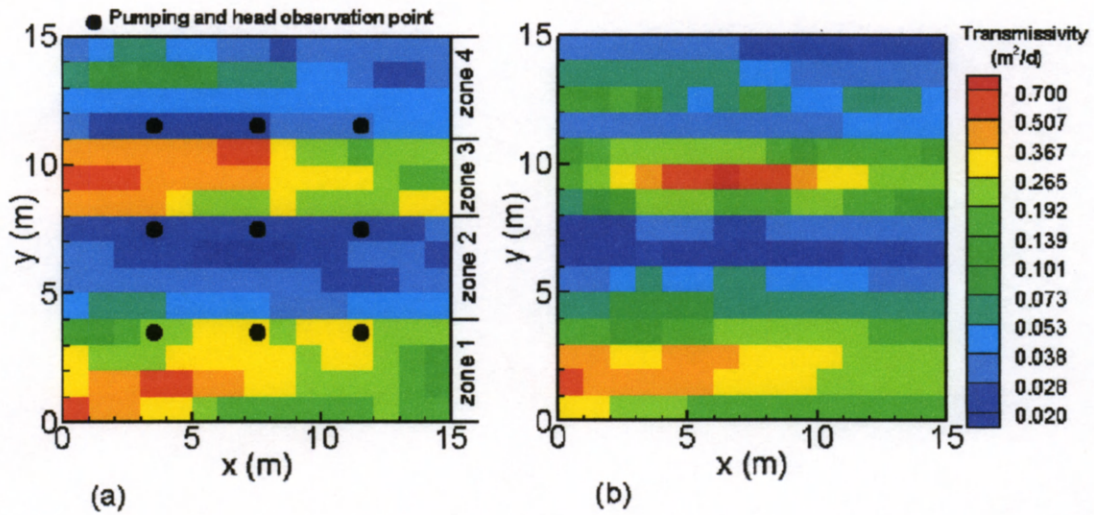 Pumping and head observation point
15
10
5
0
y (m)
0 5 10 15
x (m)
zone 4
zone 3
zone 2
zone 1
(a)
15
10
5
0
y (m)
0 5 10 15
x (m)
(b)
Transmissivity
(m²/d)
0.700
0.507
0.367
0.265
0.192
0.139
0.101
0.073
0.053
0.038
0.028
0.020